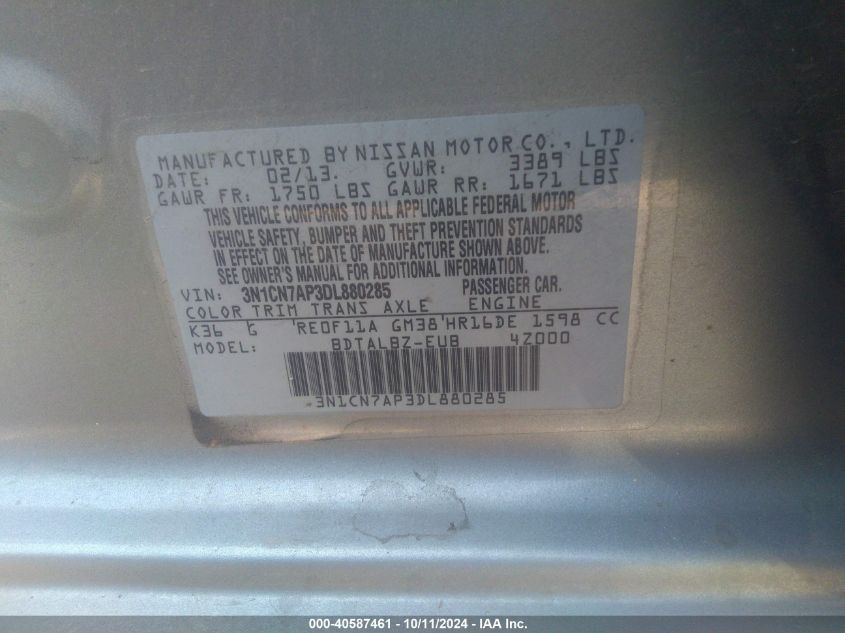 MANUFACTURED BY NISSAN MOTOR CO., LTD.
DATE: 02/13. GVWR: 3389 LBS
GAWR FR: 1750 LBS GAWR RR: 1671 LBS
THIS VEHICLE CONFORMS TO ALL APPLICABLE FEDERAL MOTOR
VEHICLE SAFETY, BUMPER AND THEFT PREVENTION STANDARDS
IN EFFECT ON THE DATE OF MANUFACTURE SHOWN ABOVE.
SEE OWNER'S MANUAL FOR ADDITIONAL INFORMATION.
VIN: 3N1CN7AP3DL880285 PASSENGER CAR.
COLOR TRIM TRANS AXLE ENGINE
K36 G 'RE0F11A GM38'HR16DE 1598 CC
MODEL: BDTALBZ-EUB 4Z000
3N1CN7AP3DL880285
000-40587461 - 10/11/2024 - IAA Inc.